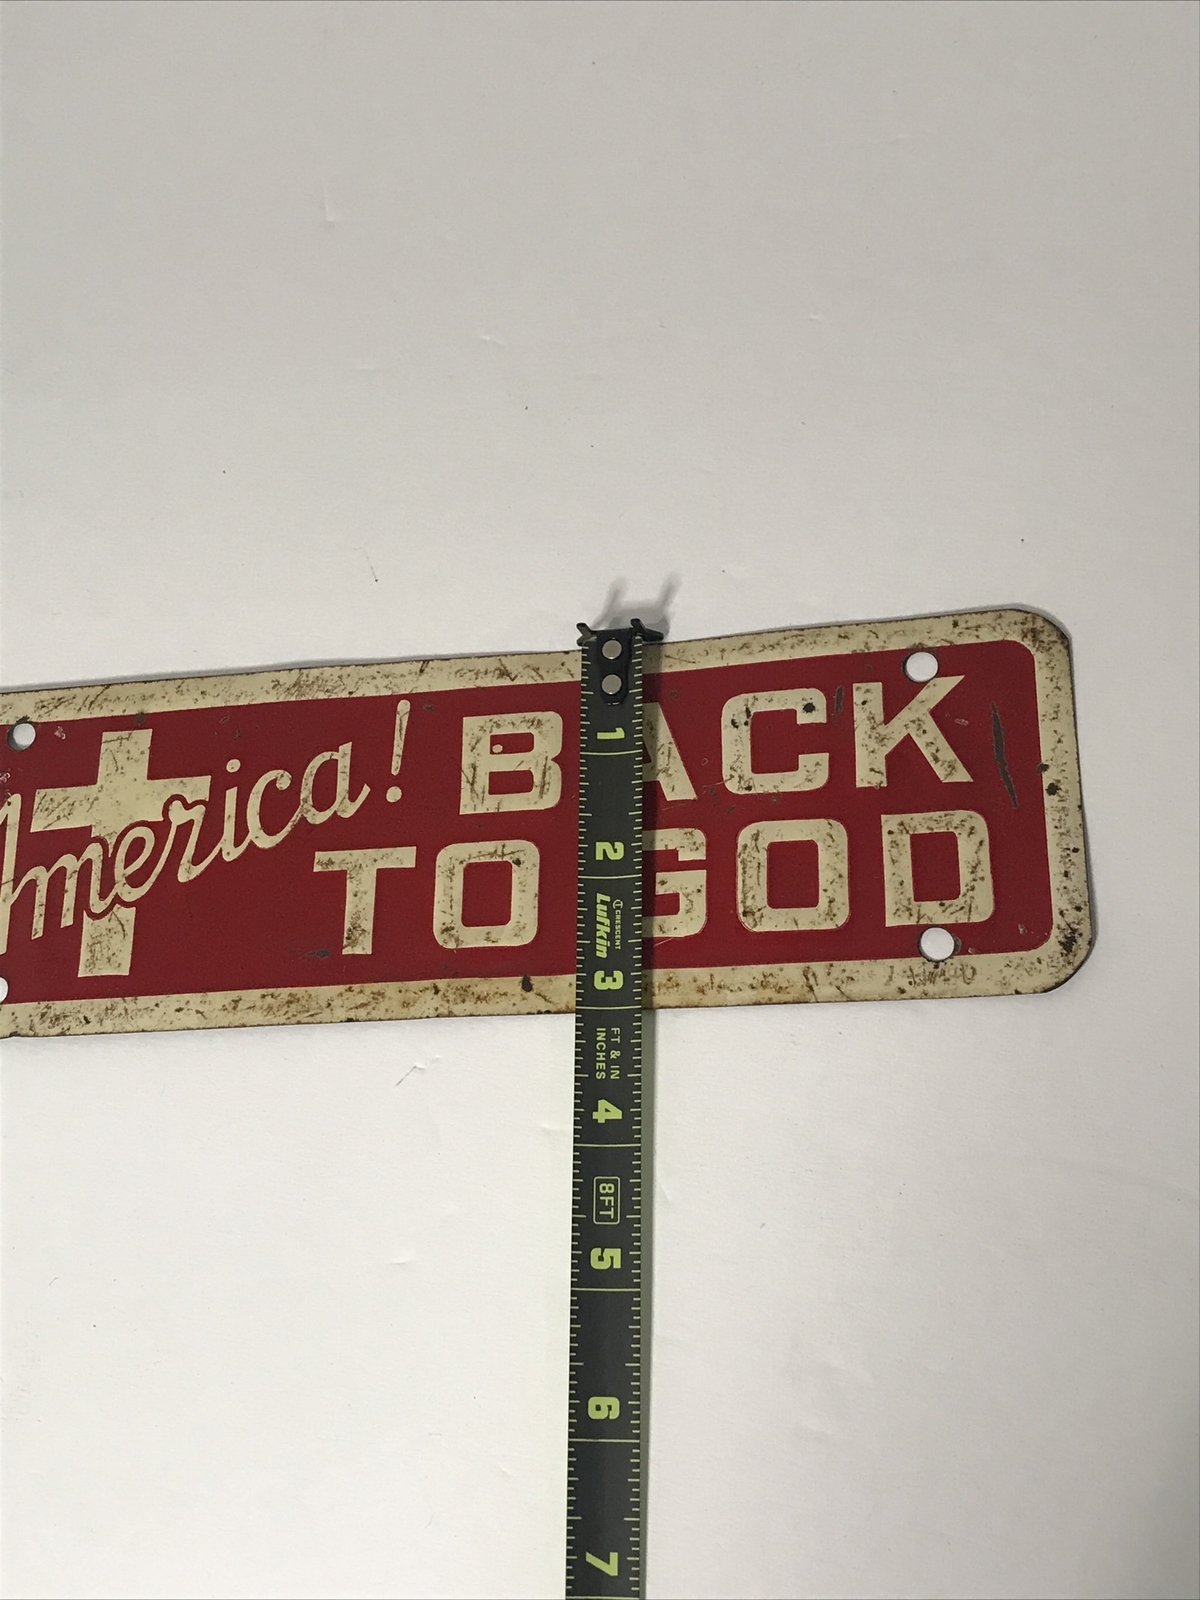 America! BACK
TO GOD
1
2
CRESCENT
Lufkin
3
FT & IN
INCHES
4
8FT
5
6
7